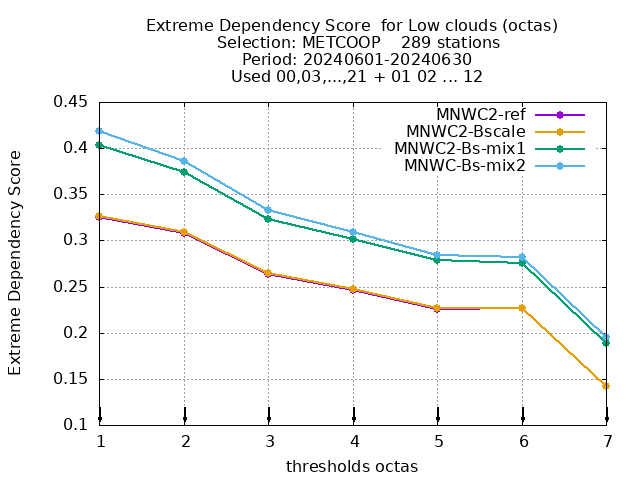 Extreme Dependency Score  for Low clouds (octas)
Selection: METCOOP    289 stations
Period: 20240601-20240630
Used 00,03,...,21 + 01 02 ... 12
MNWC2-ref
MNWC2-Bscale
MNWC2-Bs-mix1
MNWC-Bs-mix2
Extreme Dependency Score
0.45
0.4
0.35
0.3
0.25
0.2
0.15
0.1
1 2 3 4 5 6 7
thresholds octas